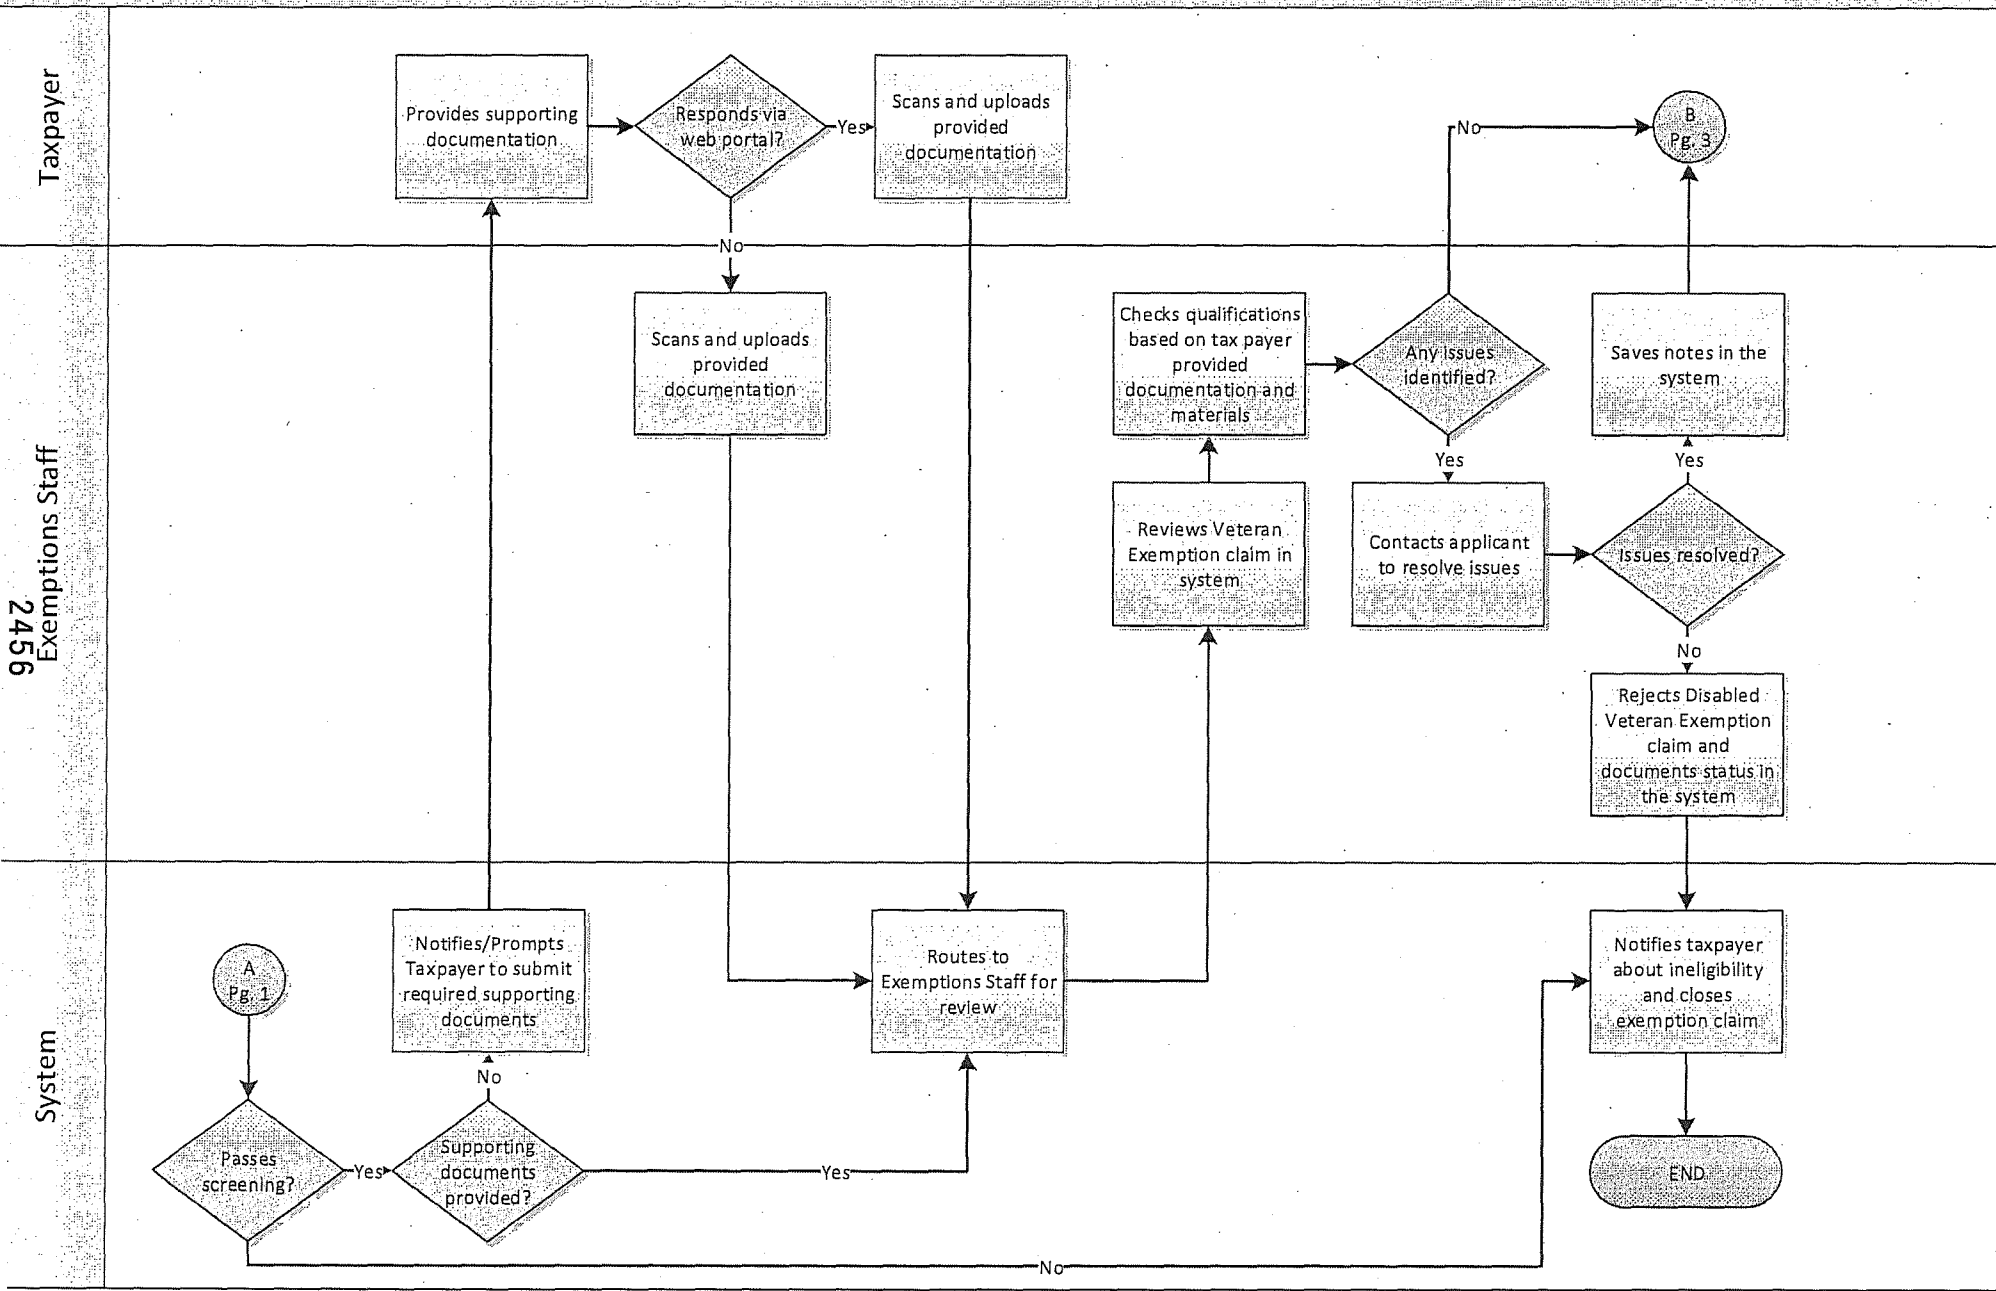 Taxpayer
Provides supporting
documentation
Responds via
web portal?
Yes
Scans and uploads
provided
documentation
No
B
Pg. 3
No
Exemptions Staff
2456
Scans and uploads
provided
documentation
Checks qualifications
based on tax payer
provided
documentation and
materials
Any issues
identified?
Saves notes in the
system
Yes
Yes
Reviews Veteran
Exemption claim in
system
Contacts applicant
to resolve issues
Issues resolved?
No
Rejects Disabled
Veteran Exemption
claim and
documents status in
the system
System
A
Pg. 1
Notifies/Prompts
Taxpayer to submit
required supporting
documents
Routes to
Exemptions Staff for
review
Notifies taxpayer
about ineligibility
and closes
exemption claim
No
Passes
screening?
Yes
Supporting
documents
provided?
Yes
END
No